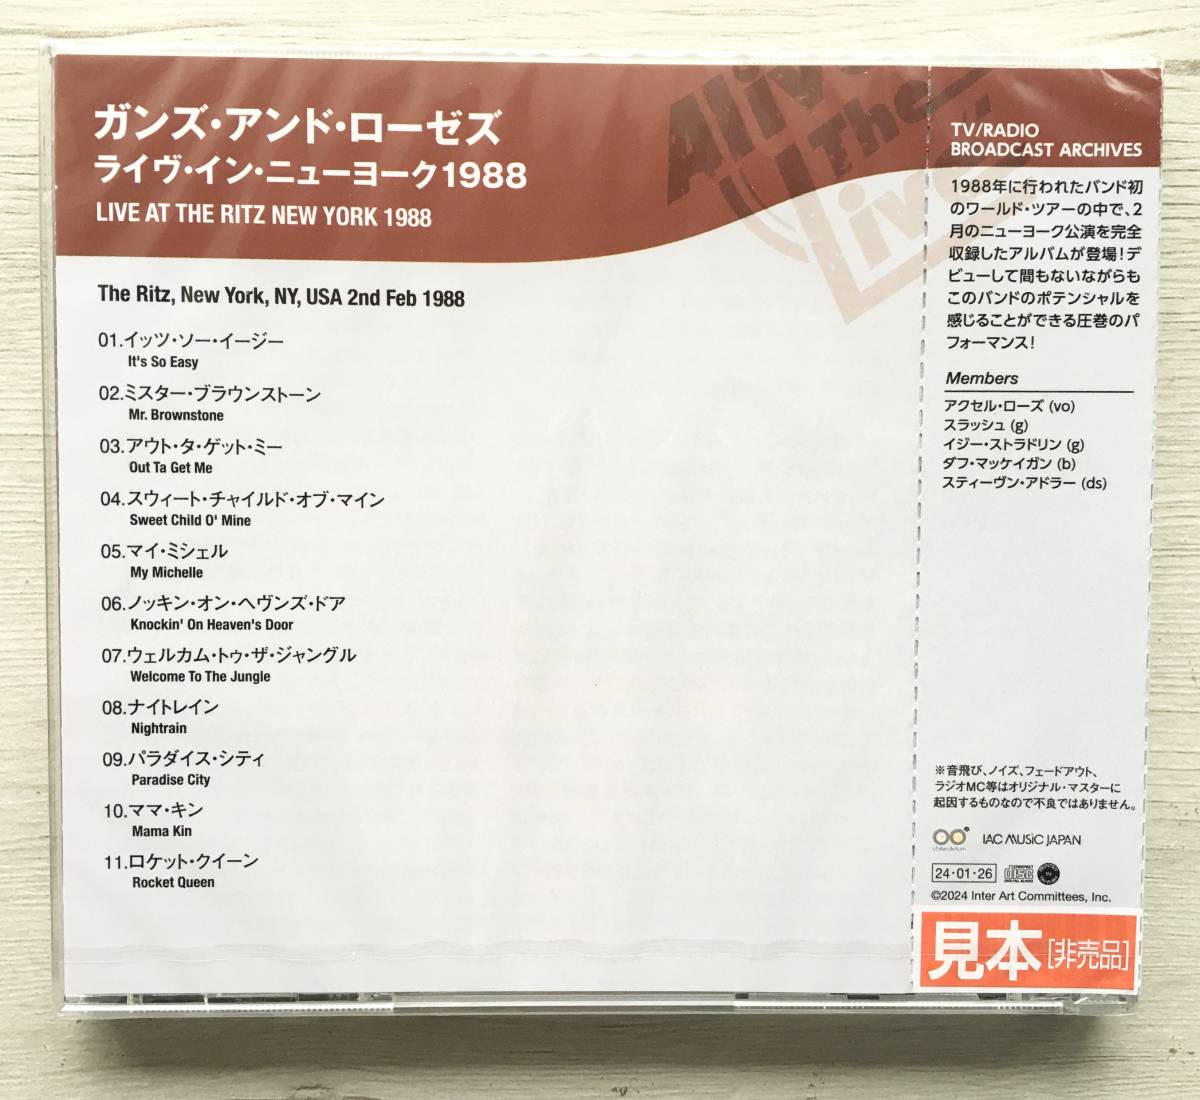 ガンズ・アンド・ローゼズ
ライヴ・イン・ニューヨーク1988
LIVE AT THE RITZ NEW YORK 1988
Alive
The
Live
The Ritz, New York, NY, USA 2nd Feb 1988
01.イッツ・ソー・イージー
It's So Easy
02.ミスター・ブラウンストーン
Mr. Brownstone
03.アウト・タ・ゲット・ミー
Out Ta Get Me
04.スウィート・チャイルド・オブ・マイン
Sweet Child O' Mine
05.マイ・ミシェル
My Michelle
06.ノッキン・オン・ヘヴンズ・ドア
Knockin' On Heaven's Door
07.ウェルカム・トゥ・ザ・ジャングル
Welcome To The Jungle
08.ナイトレイン
Nightrain
09.パラダイス・シティ
Paradise City
10.ママ・キン
Mama Kin
11.ロケット・クイーン
Rocket Queen
TV/RADIO
BROADCAST ARCHIVES
1988年に行われたバンド初
のワールド・ツアーの中で、2
月のニューヨーク公演を完全
収録したアルバムが登場!デ
ビューして間もないながらも
このバンドのポテンシャルを
感じることができる圧巻のパ
フォーマンス!
Members
アクセル・ローズ (vo)
スラッシュ (g)
イジー・ストラドリン (g)
ダフ・マッケイガン (b)
スティーヴン・アドラー (ds)
※音飛び、ノイズ、フェードアウト、
ラジオMC等はオリジナル・マスターに
起因するものなので不良ではありません。
IAC MUSIC JAPAN
24・01・26
©2024 Inter Art Committees, Inc.
見本[非売品]